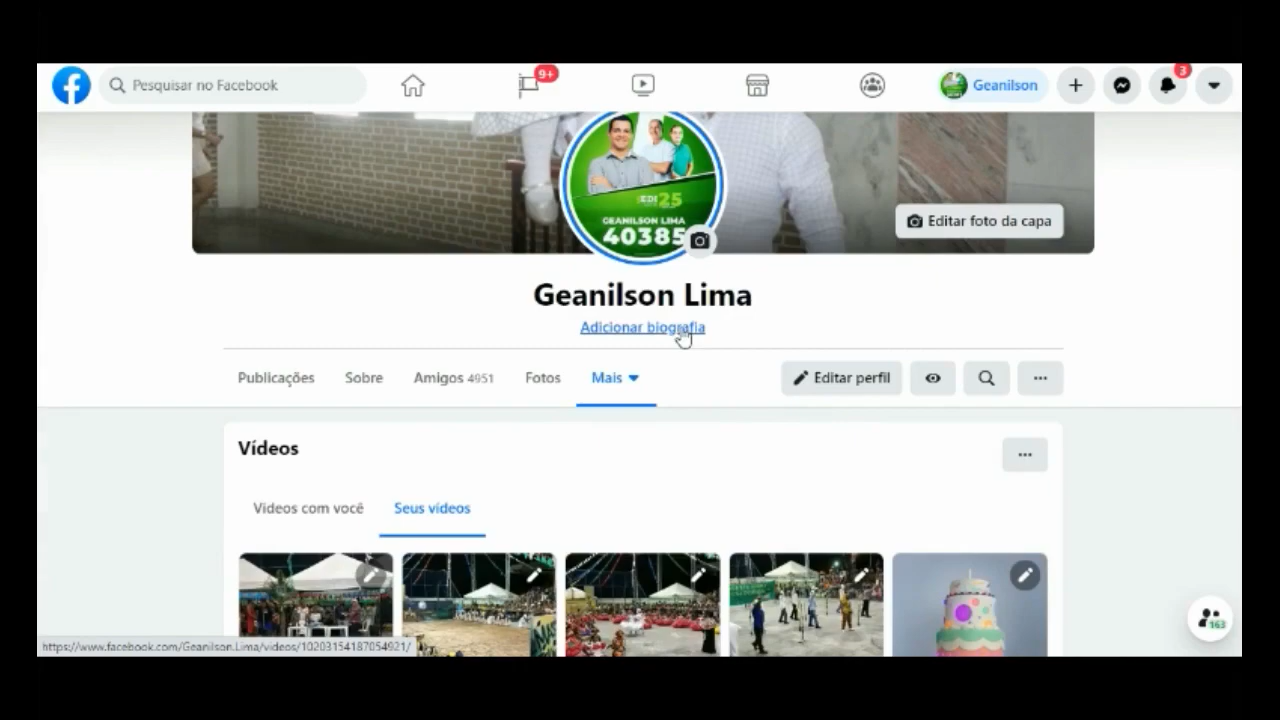 Pesquisar no Facebook
9+
Geanilson
3
25
GEANILSON LIMA
40385
Editar foto da capa
Geanilson Lima
Adicionar biografia
Publicações
Sobre
Amigos 4951
Fotos
Mais
Editar perfil
Vídeos
Videos com você
Seus vídeos
163
https://www.facebook.com/Geanilson.Lima/videos/10203154187054921/